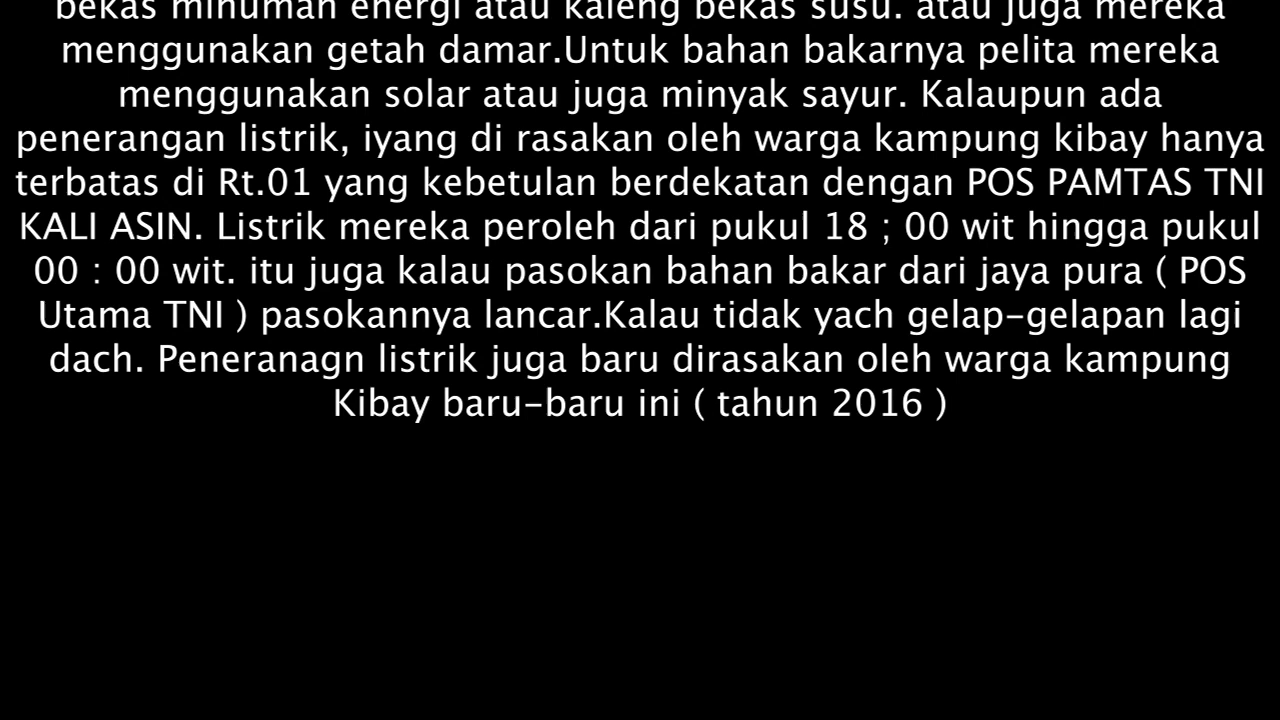 bekas minuman energi atau kaleng bekas susu. atau juga mereka
menggunakan getah damar.Untuk bahan bakarnya pelita mereka
menggunakan solar atau juga minyak sayur. Kalaupun ada
penerangan listrik, iyang di rasakan oleh warga kampung kibay hanya
terbatas di Rt.01 yang kebetulan berdekatan dengan POS PAMTAS TNI
KALI ASIN. Listrik mereka peroleh dari pukul 18 ; 00 wit hingga pukul
00 : 00 wit. itu juga kalau pasokan bahan bakar dari jaya pura ( POS
Utama TNI ) pasokannya lancar.Kalau tidak yach gelap-gelapan lagi
dach. Peneranagn listrik juga baru dirasakan oleh warga kampung
Kibay baru-baru ini ( tahun 2016 )